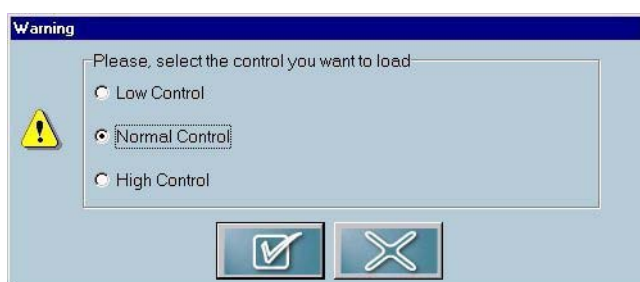 Warning
Please, select the control you want to load
Low Control
Normal Control
High Control